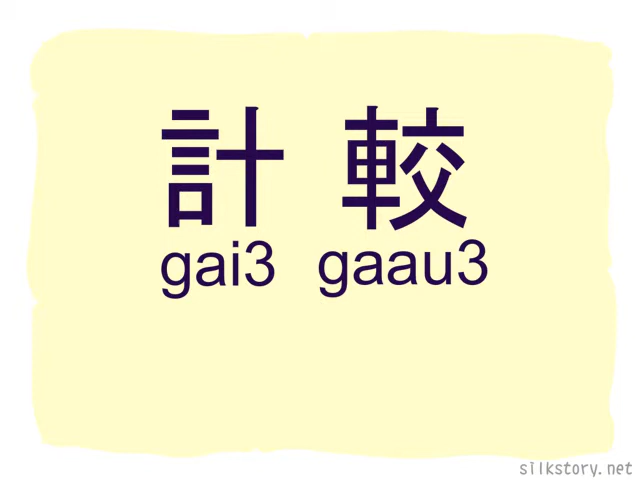 計 較
gai3 gaau3
silkstory.net